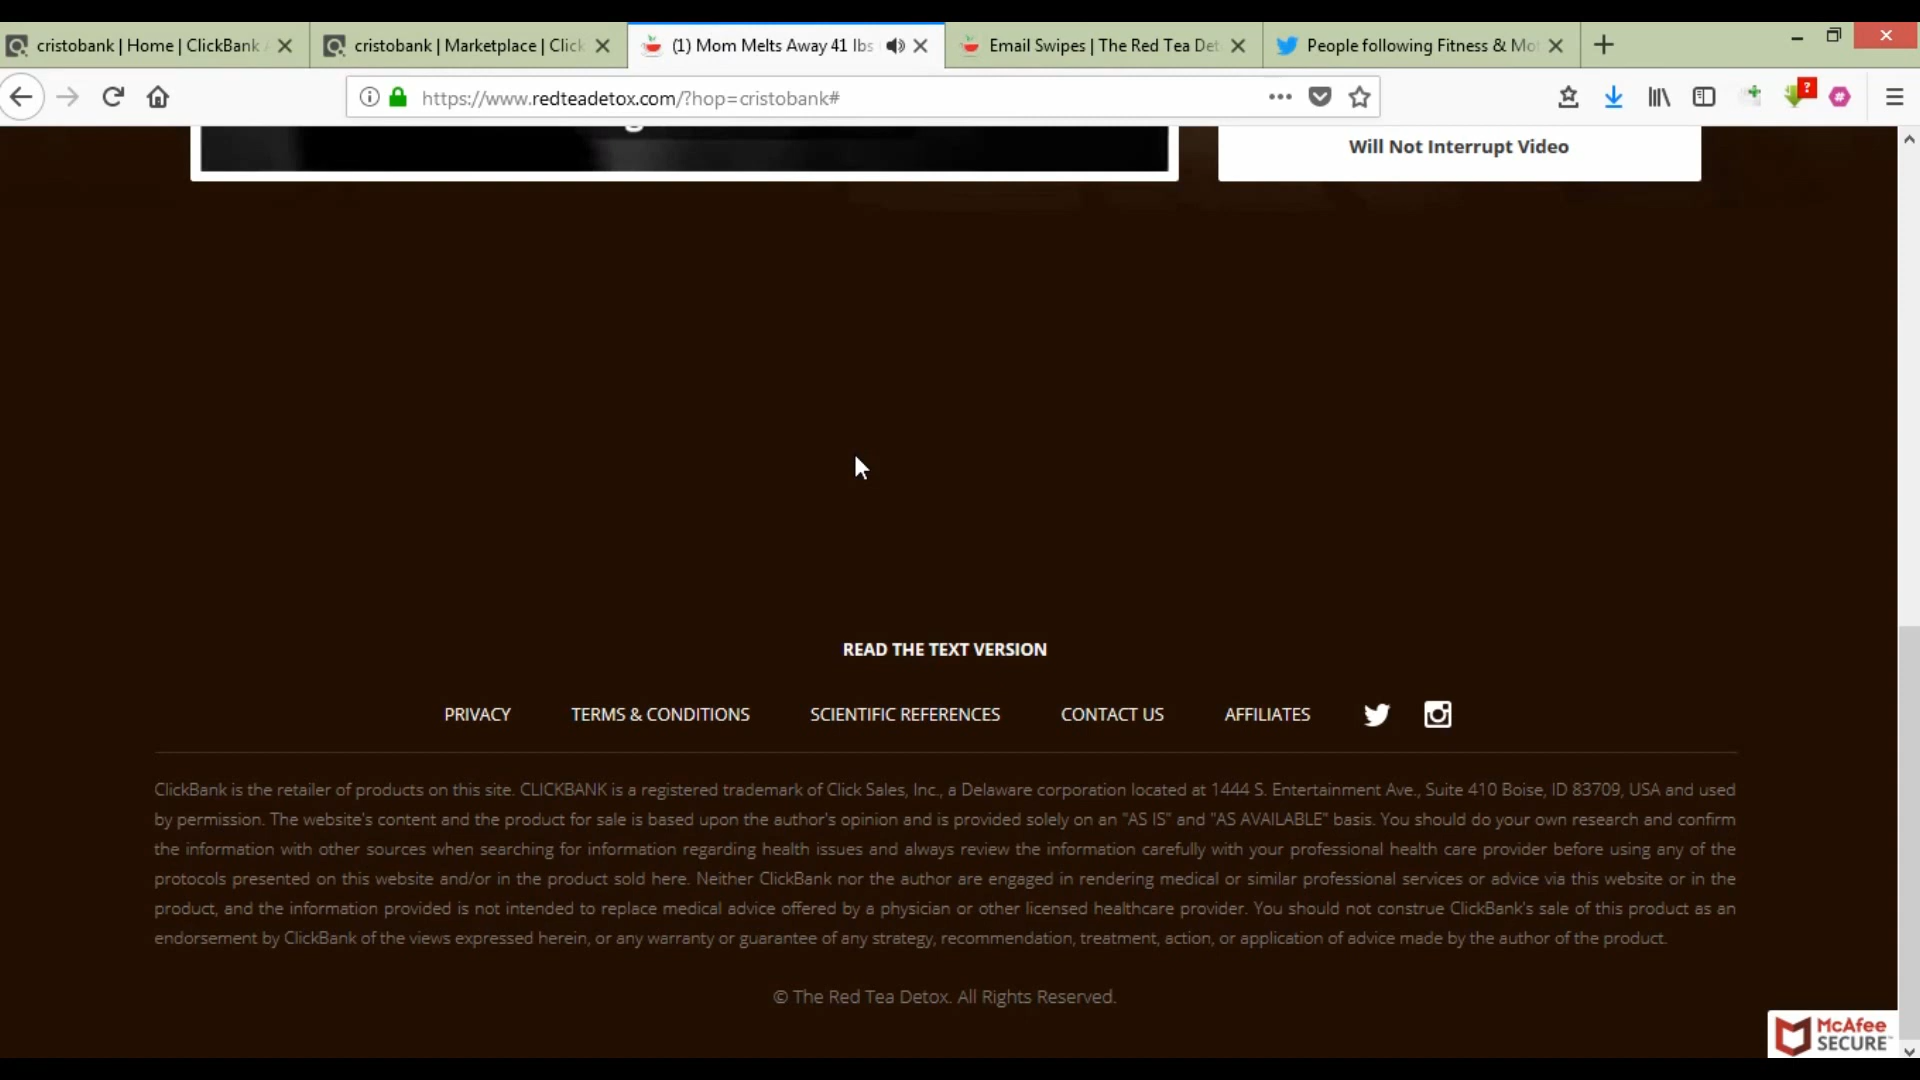 cristobank | Home | ClickBank
cristobank | Marketplace | Click
(1) Mom Melts Away 41 lbs
Email Swipes | The Red Tea Det
People following Fitness & Mo
https://www.redteadetox.com/?hop=cristobank#
Will Not Interrupt Video
READ THE TEXT VERSION
PRIVACY TERMS & CONDITIONS SCIENTIFIC REFERENCES CONTACT US AFFILIATES
ClickBank is the retailer of products on this site. CLICKBANK is a registered trademark of Click Sales, Inc., a Delaware corporation located at 1444 S. Entertainment Ave., Suite 410 Boise, ID 83709, USA and used
by permission. The website's content and the product for sale is based upon the author's opinion and is provided solely on an "AS IS" and "AS AVAILABLE" basis. You should do your own research and confirm
the information with other sources when searching for information regarding health issues and always review the information carefully with your professional health care provider before using any of the
protocols presented on this website and/or in the product sold here. Neither ClickBank nor the author are engaged in rendering medical or similar professional services or advice via this website or in the
product, and the information provided is not intended to replace medical advice offered by a physician or other licensed healthcare provider. You should not construe ClickBank's sale of this product as an
endorsement by ClickBank of the views expressed herein, or any warranty or guarantee of any strategy, recommendation, treatment, action, or application of advice made by the author of the product.
© The Red Tea Detox. All Rights Reserved.
McAfee
SECURE™